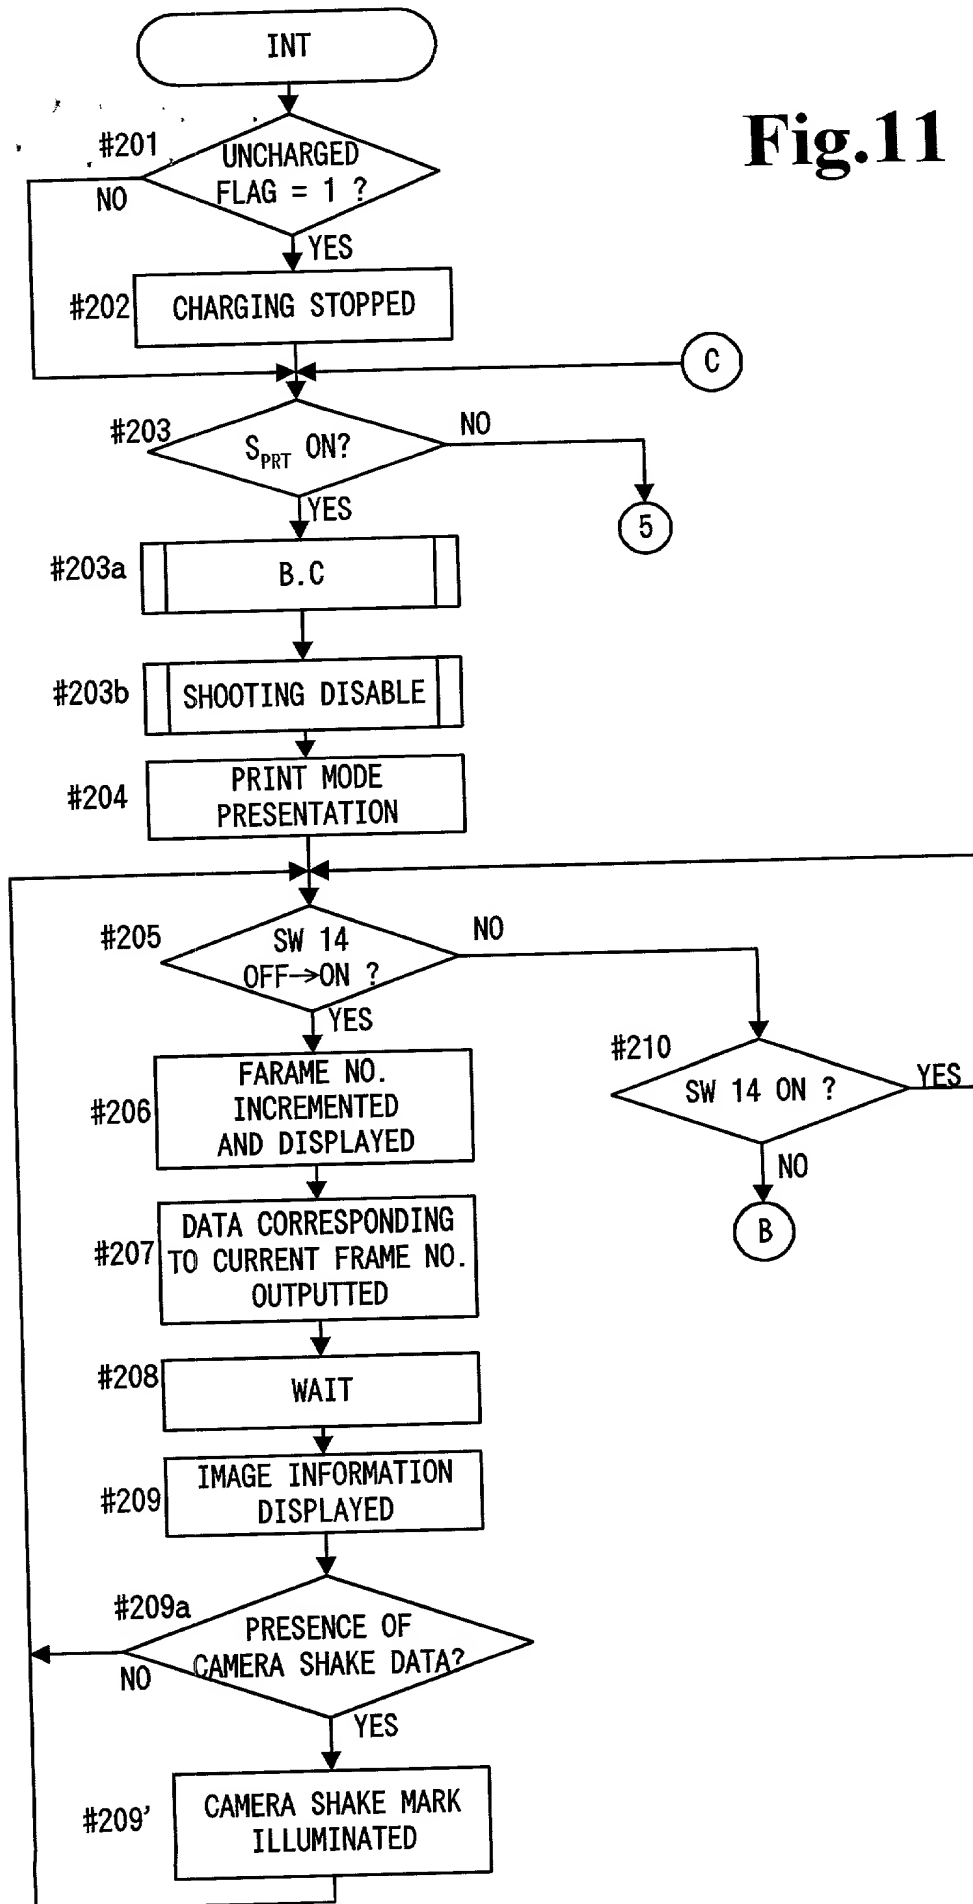 INT
Fig.11
#201
UNCHARGED
FLAG = 1 ?
NO
YES
#202
CHARGING STOPPED
C
#203
S_PRT ON?
NO
YES
5
#203a
B.C
#203b
SHOOTING DISABLE
#204
PRINT MODE
PRESENTATION
#205
SW 14
OFF→ON ?
NO
YES
#210
SW 14 ON ?
YES
NO
B
#206
FARAME NO.
INCREMENTED
AND DISPLAYED
#207
DATA CORRESPONDING
TO CURRENT FRAME NO.
OUTPUTTED
#208
WAIT
#209
IMAGE INFORMATION
DISPLAYED
#209a
PRESENCE OF
CAMERA SHAKE DATA?
NO
YES
#209'
CAMERA SHAKE MARK
ILLUMINATED